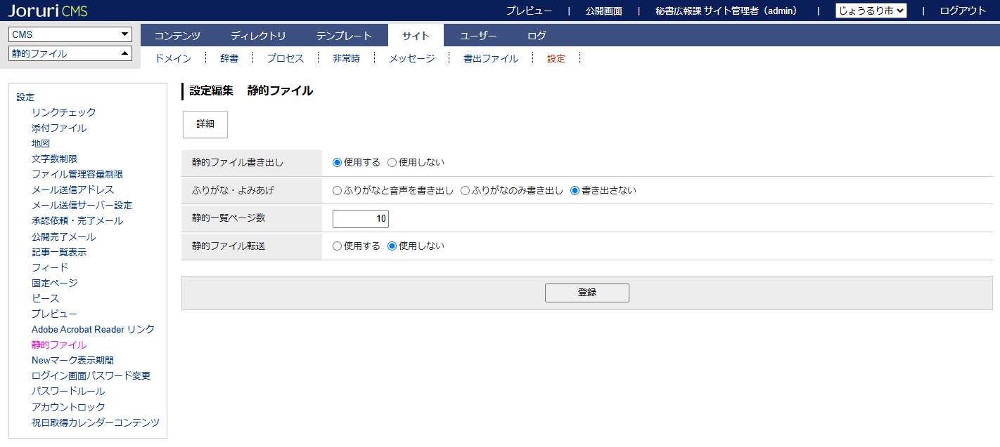 Joruri CMS
プレビュー | 公開画面 | 秘書広報課 サイト管理者（admin） | じょうるり市 | ログアウト
CMS
コンテンツ ディレクトリ テンプレート サイト ユーザー ログ
静的ファイル
ドメイン 辞書 プロセス 非常時 メッセージ 書出ファイル 設定
設定
リンクチェック
添付ファイル
地図
文字数制限
ファイル管理容量制限
メール送信アドレス
メール送信サーバー設定
承認依頼・完了メール
公開完了メール
記事一覧表示
フィード
固定ページ
ピース
プレビュー
Adobe Acrobat Reader リンク
静的ファイル
Newマーク表示期間
ログイン画面パスワード変更
パスワードルール
アカウントロック
祝日取得カレンダーコンテンツ
設定編集 静的ファイル
詳細
静的ファイル書き出し 使用する 使用しない
ふりがな・よみあげ ふりがなと音声を書き出し ふりがなのみ書き出し 書き出さない
静的一覧ページ数 10
静的ファイル転送 使用する 使用しない
登録